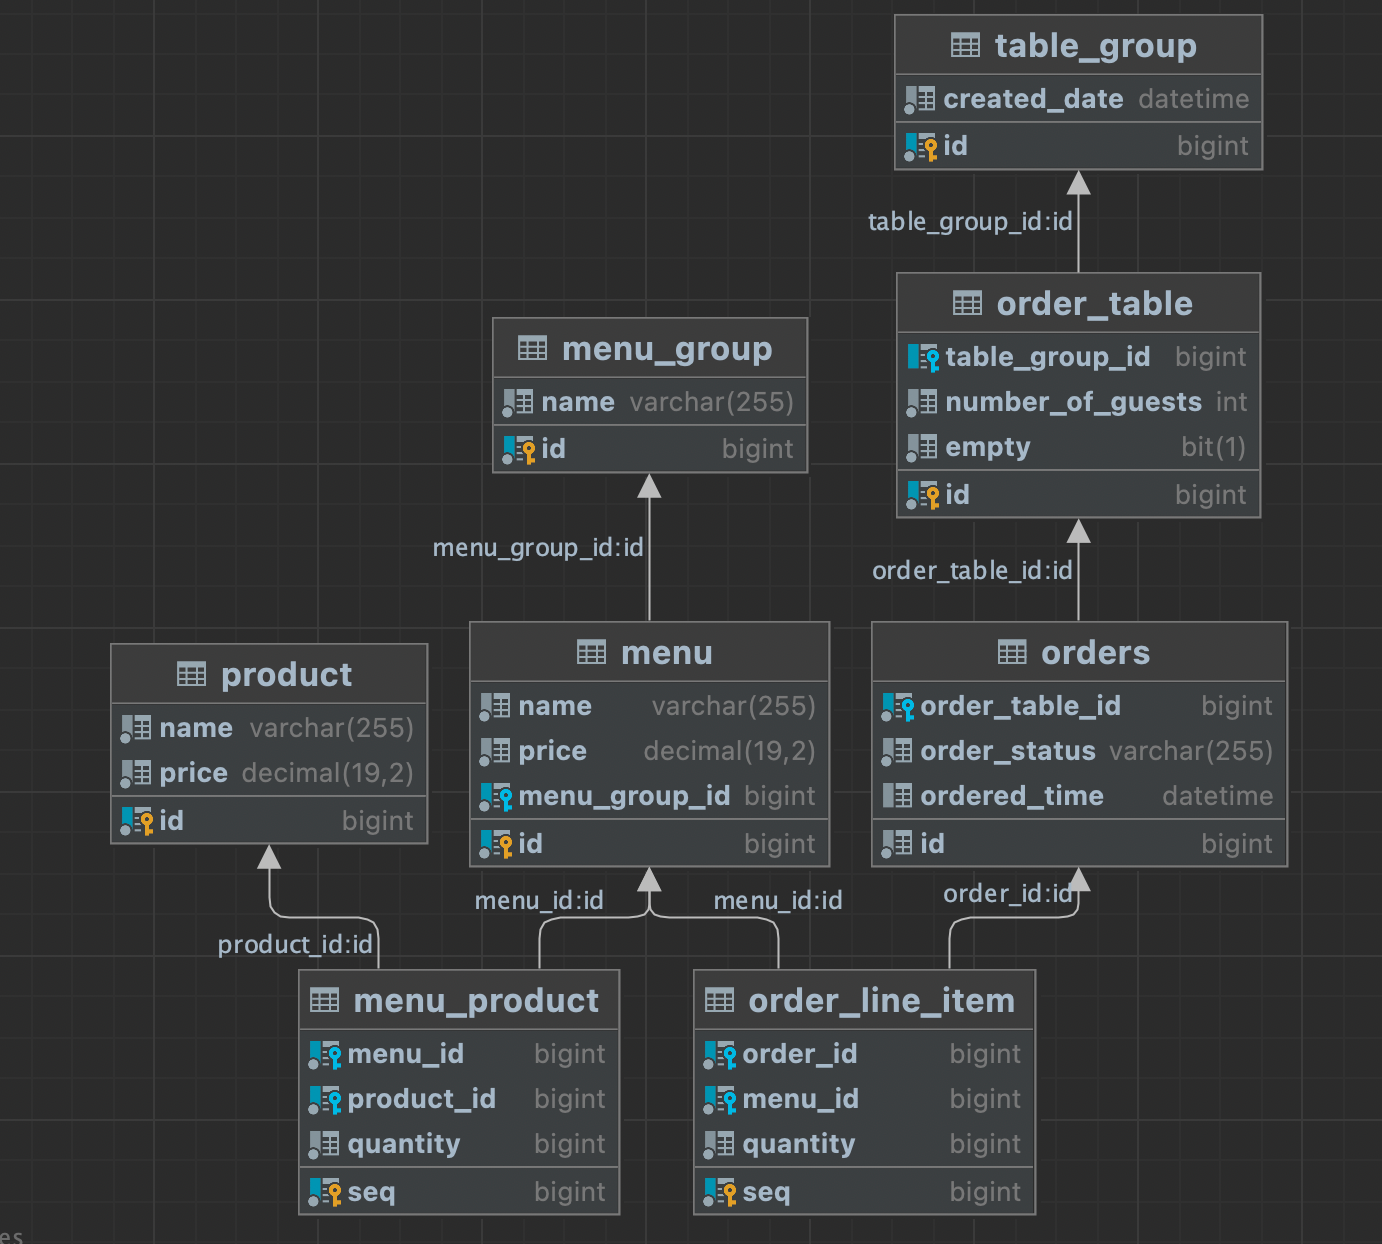 table_group
created_date datetime
id bigint
table_group_id:id
order_table
table_group_id bigint
number_of_guests int
empty bit(1)
id bigint
menu_group
name varchar(255)
id bigint
menu_group_id:id
order_table_id:id
product
name varchar(255)
price decimal(19,2)
id bigint
menu
name varchar(255)
price decimal(19,2)
menu_group_id bigint
id bigint
orders
order_table_id bigint
order_status varchar(255)
ordered_time datetime
id bigint
product_id:id
menu_id:id
menu_id:id
order_id:id
menu_product
menu_id bigint
product_id bigint
quantity bigint
seq bigint
order_line_item
order_id bigint
menu_id bigint
quantity bigint
seq bigint
es